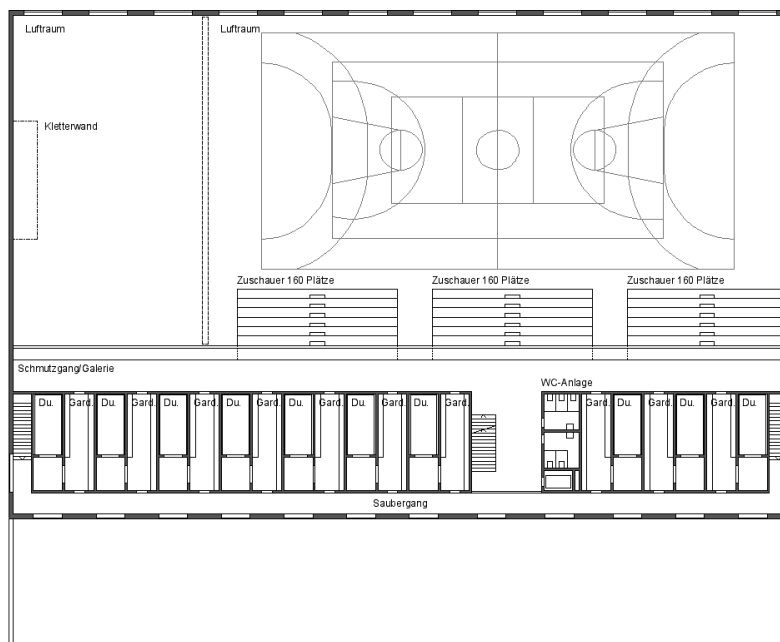 Luftraum
Luftraum
Kletterwand
Zuschauer 160 Plätze
Zuschauer 160 Plätze
Zuschauer 160 Plätze
Schmutzgang/Galerie
WC-Anlage
Du. Gard. Du. Gard. Du. Gard. Du. Gard. Du. Gard. Du. Gard. Du. Gard. Gard. Du. Gard. Du. Gard. Du.
Saubergang